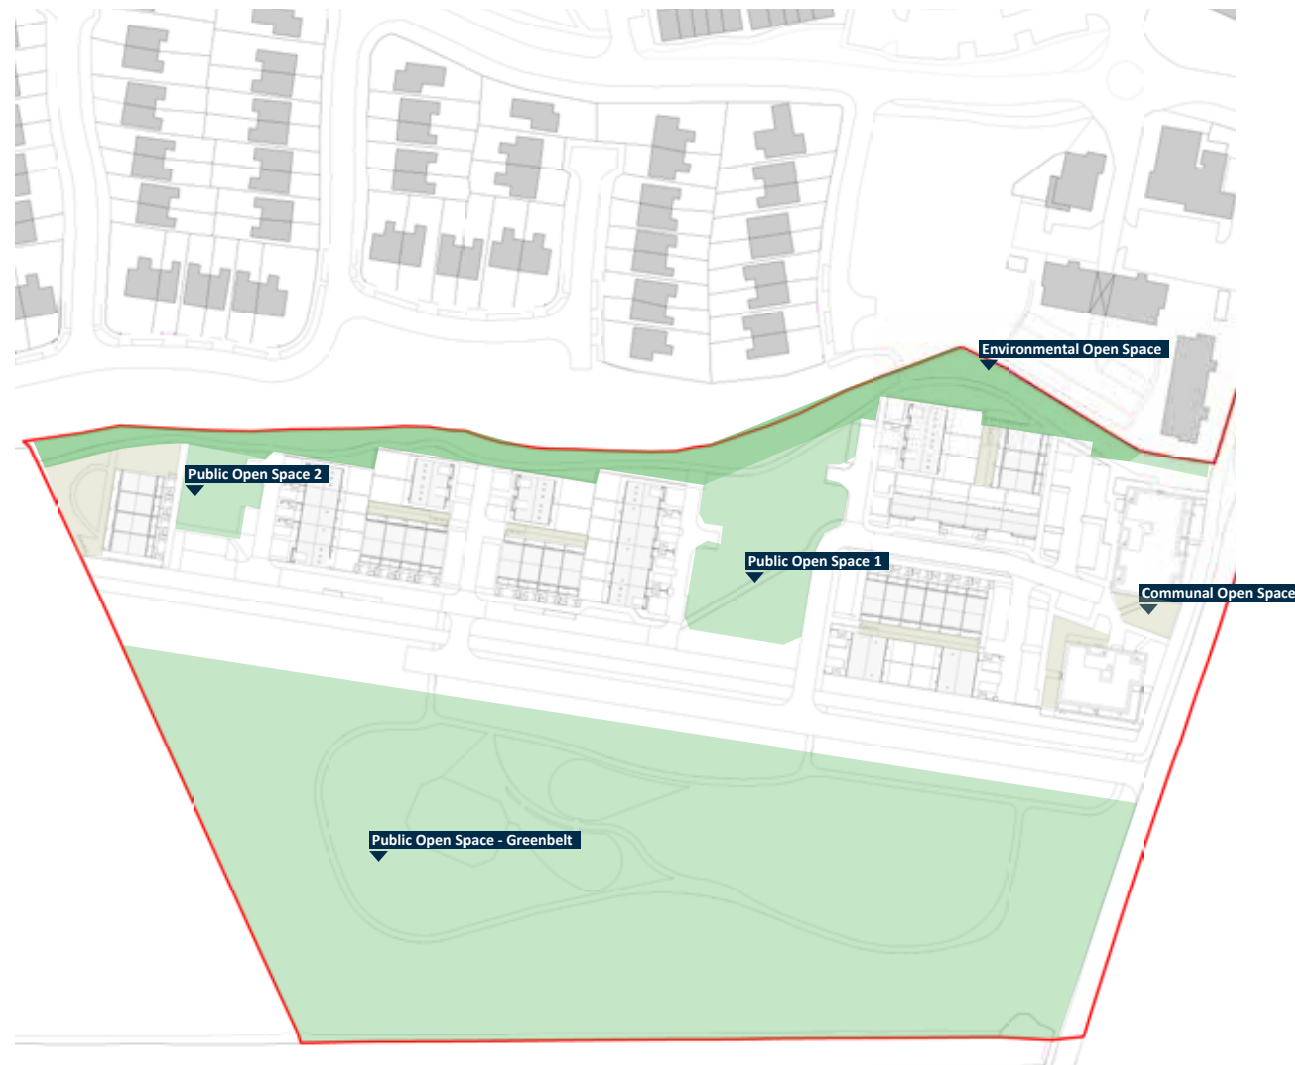 Environmental Open Space
Public Open Space 2
Public Open Space 1
Communal Open Space
Public Open Space - Greenbelt